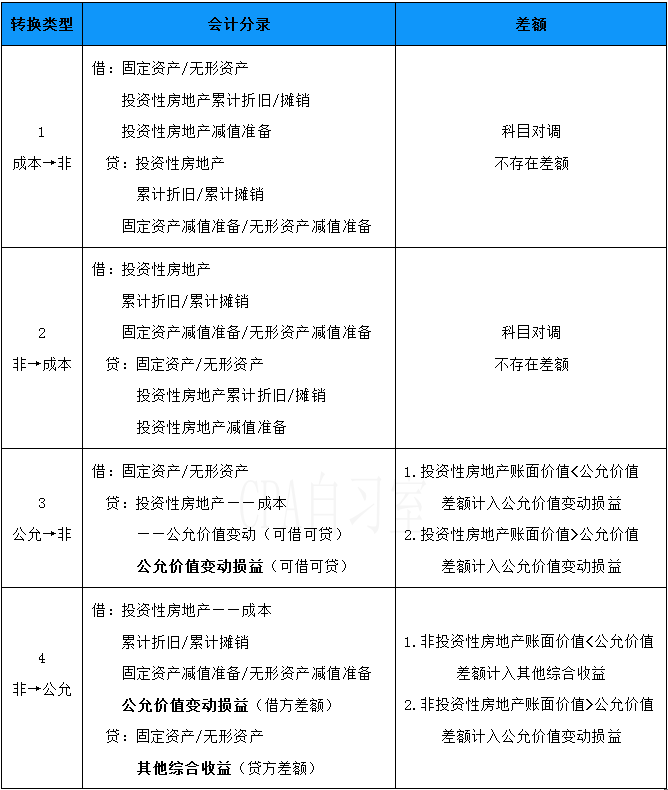 转换类型
会计分录
差额
1
成本→非
借：固定资产/无形资产
投资性房地产累计折旧/摊销
投资性房地产减值准备
贷：投资性房地产
累计折旧/累计摊销
固定资产减值准备/无形资产减值准备
科目对调
不存在差额
2
非→成本
借：投资性房地产
累计折旧/累计摊销
固定资产减值准备/无形资产减值准备
贷：固定资产/无形资产
投资性房地产累计折旧/摊销
投资性房地产减值准备
科目对调
不存在差额
3
公允→非
借：固定资产/无形资产
贷：投资性房地产——成本
——公允价值变动（可借可贷）
公允价值变动损益（可借可贷）
1.投资性房地产账面价值<公允价值
差额计入公允价值变动损益
2.投资性房地产账面价值>公允价值
差额计入公允价值变动损益
4
非→公允
借：投资性房地产——成本
累计折旧/累计摊销
固定资产减值准备/无形资产减值准备
公允价值变动损益（借方差额）
贷：固定资产/无形资产
其他综合收益（贷方差额）
1.非投资性房地产账面价值<公允价值
差额计入其他综合收益
2.非投资性房地产账面价值>公允价值
差额计入公允价值变动损益
CPA自习室